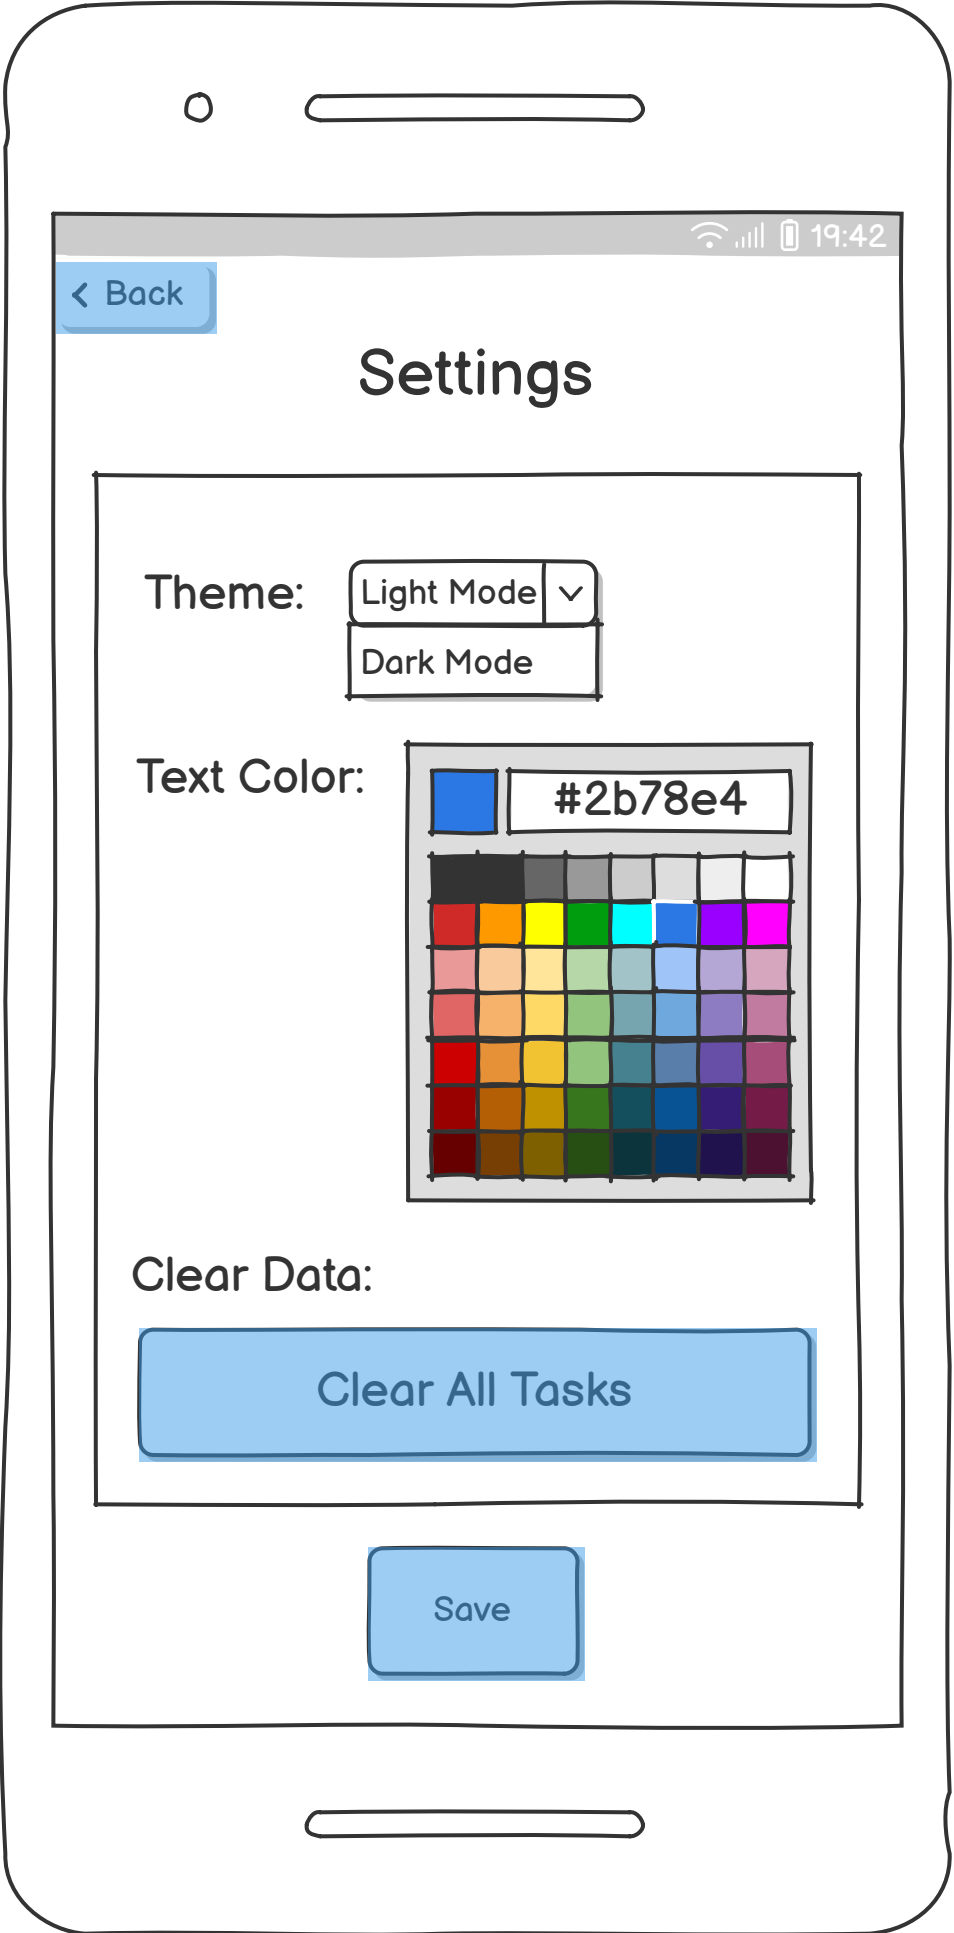 19:42
Back
Settings
Theme:
Light Mode
Dark Mode
Text Color:
#2b78e4
Clear Data:
Clear All Tasks
Save